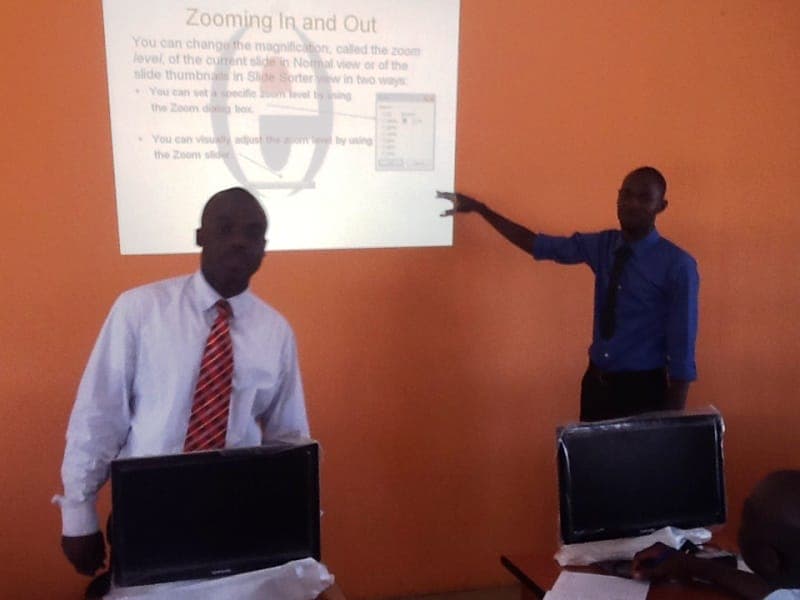 Zooming In and Out
You can change the magnification, called the zoom
level, of the current slide in Normal view or of the
slide thumbnails in Slide Sorter view in two ways:
• You can set a specific zoom level by using
the Zoom dialog box.
• You can visually adjust the zoom level by using
the Zoom slider.